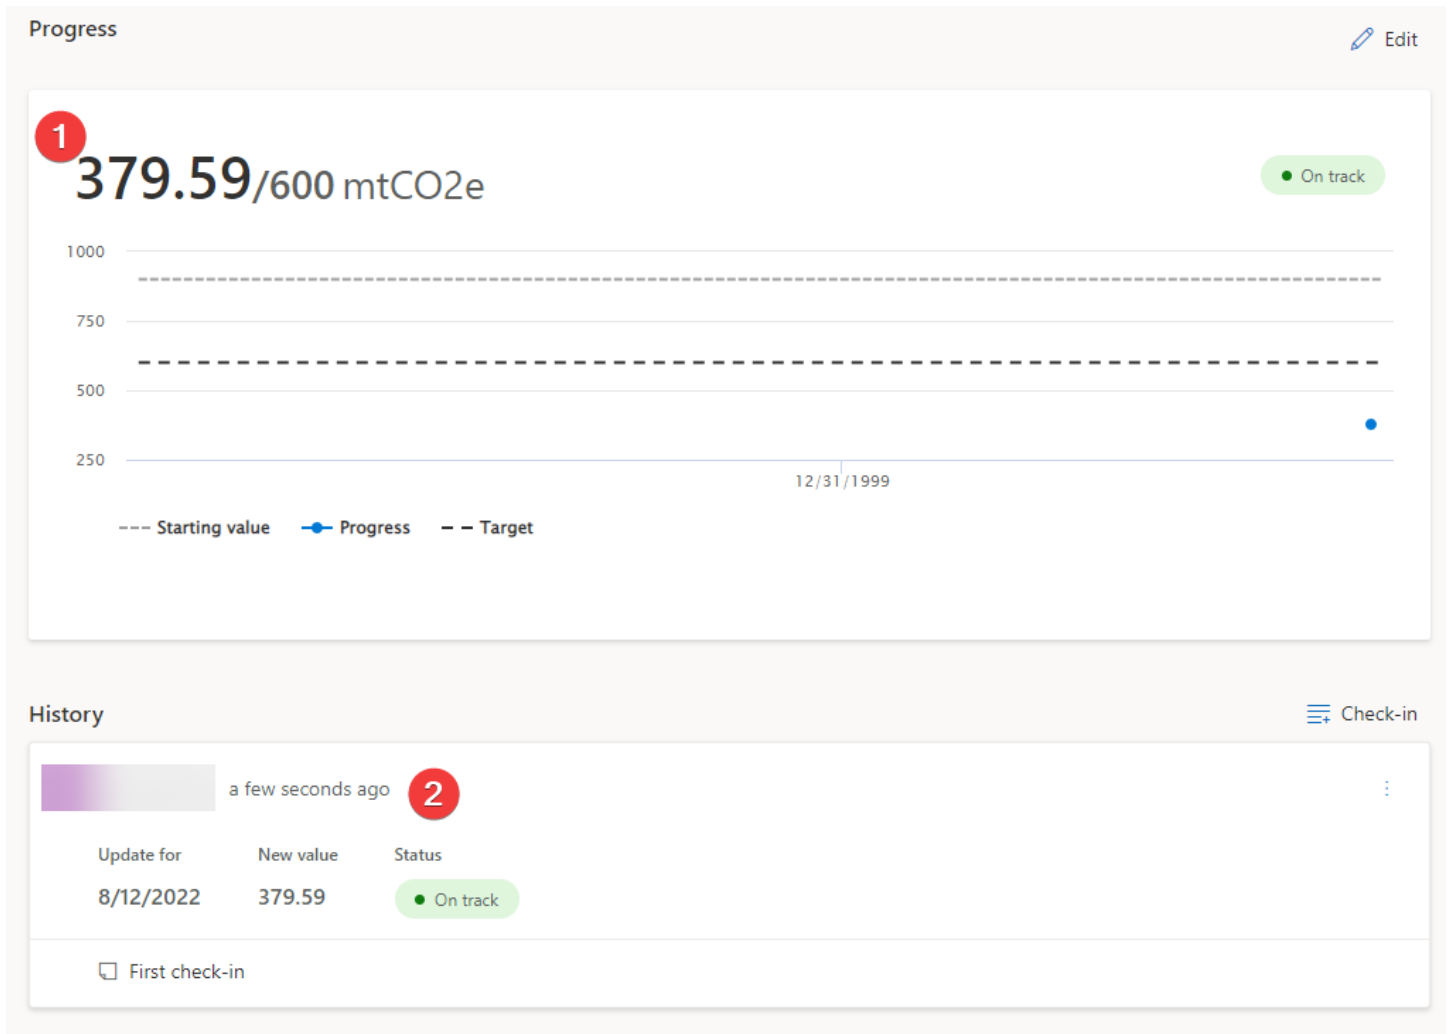 Progress
Edit
1
379.59/600 mtCO2e
On track
1000
750
500
250
12/31/1999
Starting value Progress Target
History
Check-in
a few seconds ago 2
Update for New value Status
8/12/2022 379.59 On track
First check-in